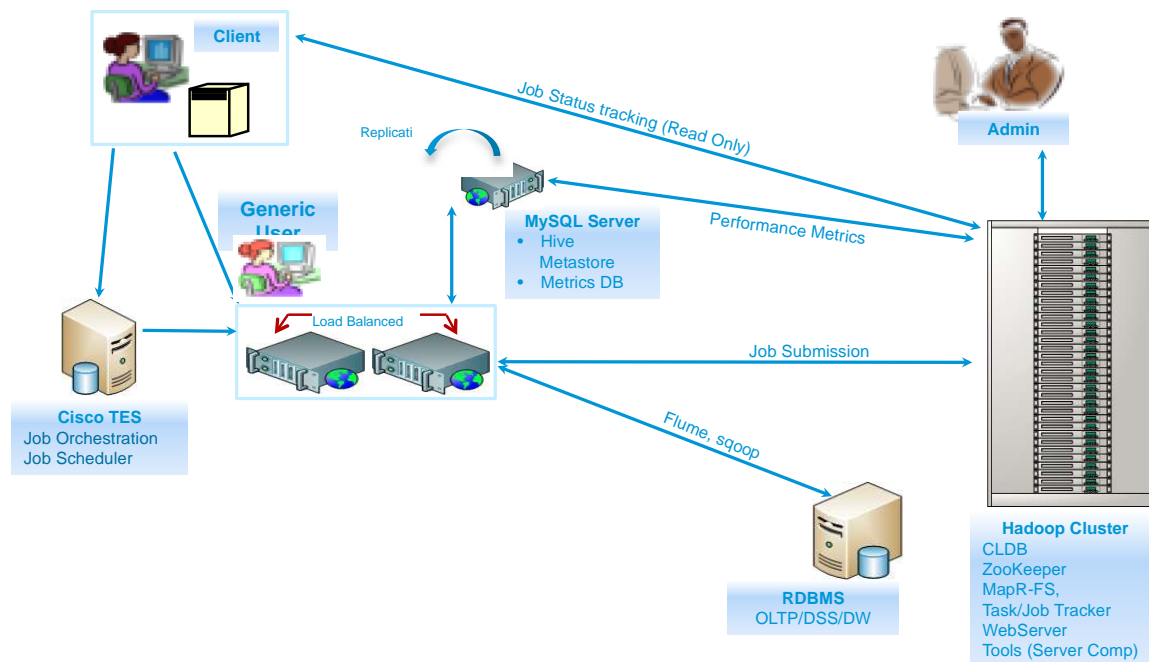 Client
Job Status tracking (Read Only)
Admin
Replicati
Generic
User
MySQL Server
• Hive
Metastore
• Metrics DB
Performance Metrics
Load Balanced
Job Submission
Cisco TES
Job Orchestration
Job Scheduler
Flume, sqoop
RDBMS
OLTP/DSS/DW
Hadoop Cluster
CLDB
ZooKeeper
MapR-FS,
Task/Job Tracker
WebServer
Tools (Server Comp)